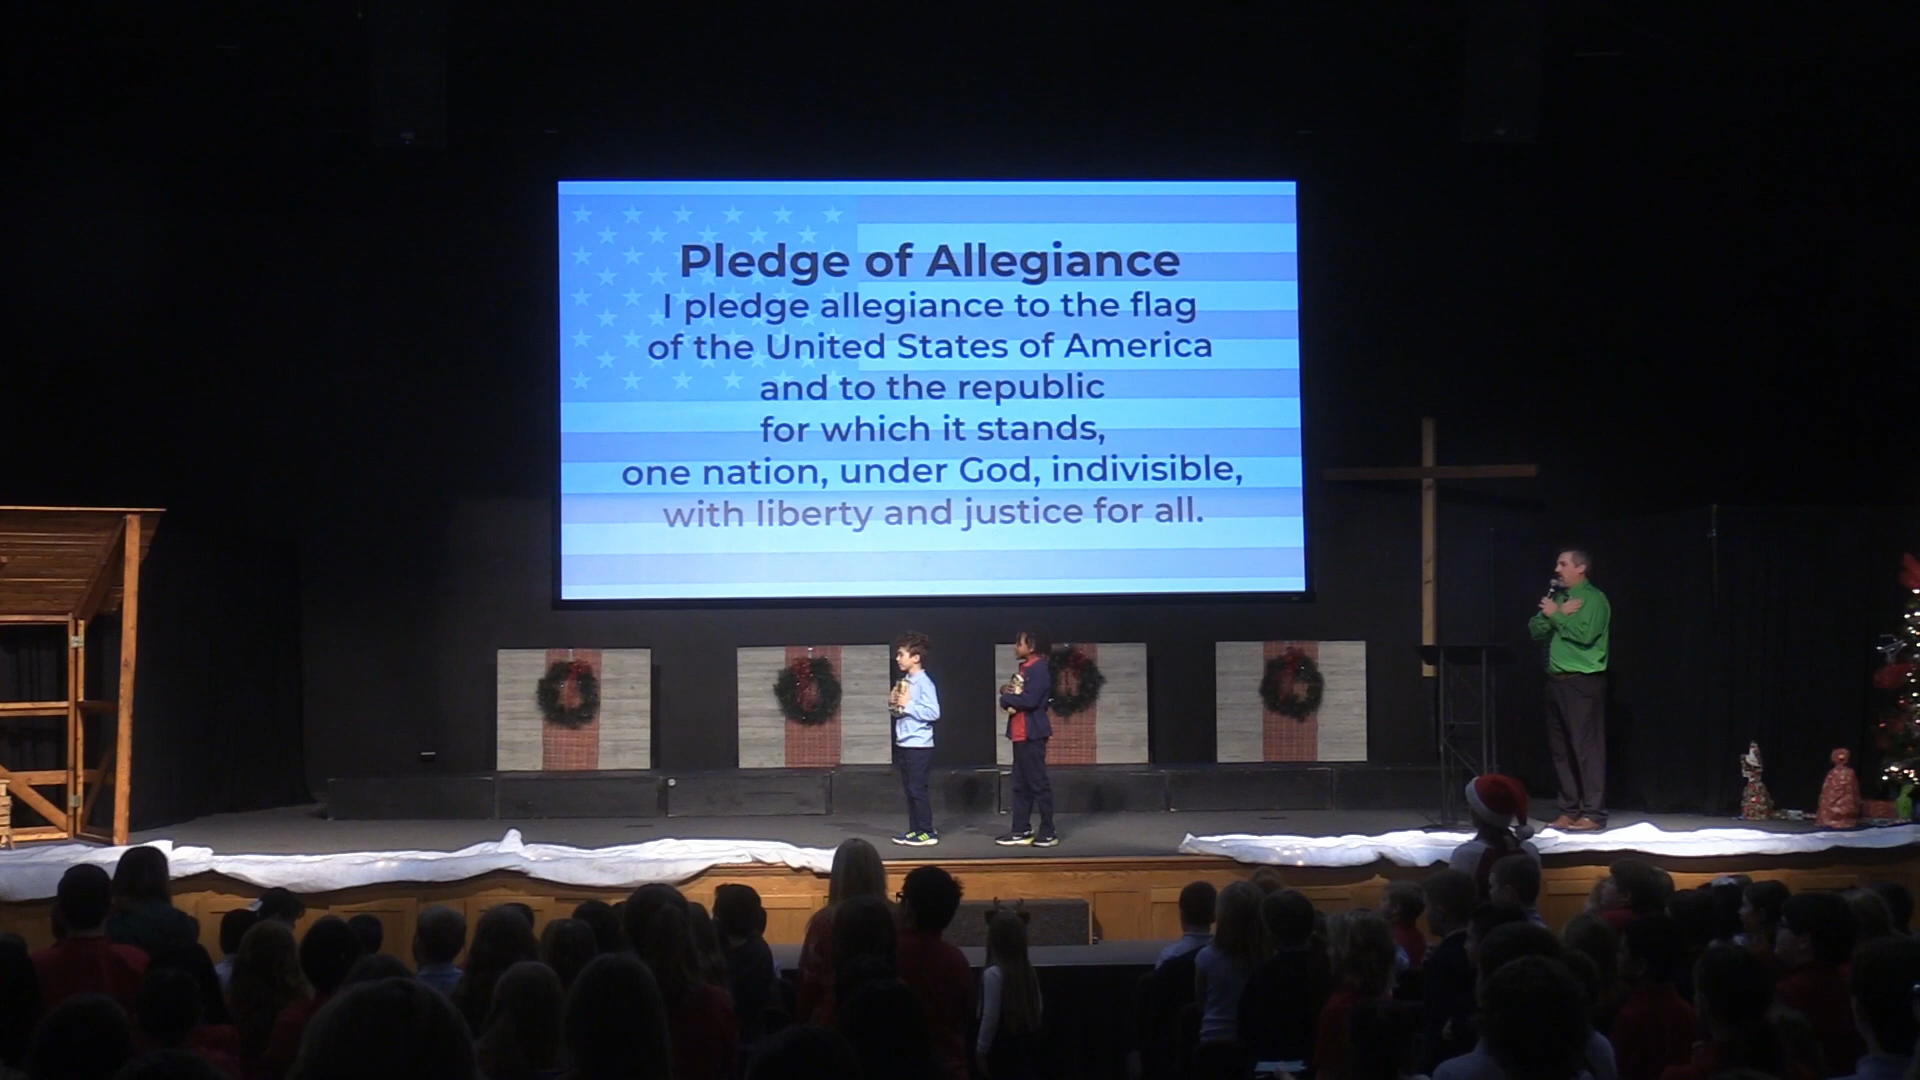 Pledge of Allegiance
I pledge allegiance to the flag
of the United States of America
and to the republic
for which it stands,
one nation, under God, indivisible,
with liberty and justice for all.